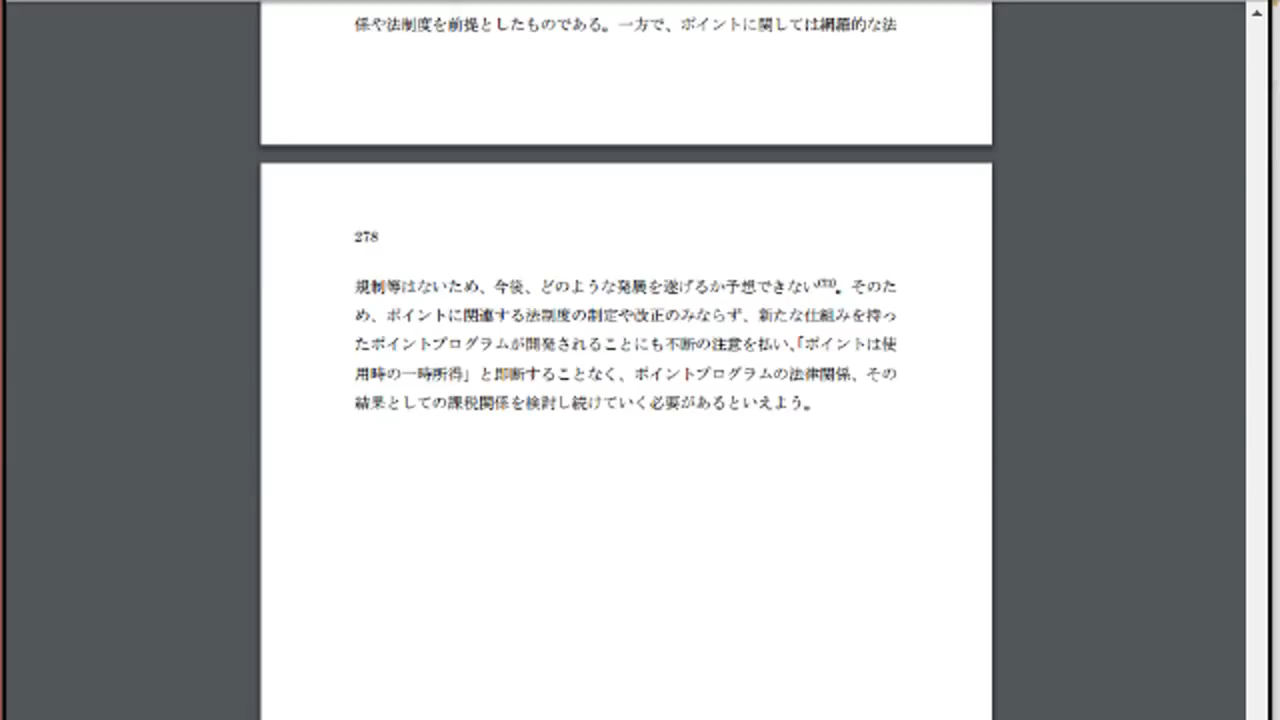 係や法制度を前提としたものである。一方で、ポイントに関しては網羅的な法
278
規制等はないため、今後、どのような発展を遂げるか予想できない。そのた
め、ポイントに関連する法制度の制定や改正のみならず、新たな仕組みを持っ
たポイントプログラムが開発されることにも不断の注意を払い、「ポイントは使
用時の一時所得」と即断することなく、ポイントプログラムの法律関係、その
結果としての課税関係を検討し続けていく必要があるといえよう。